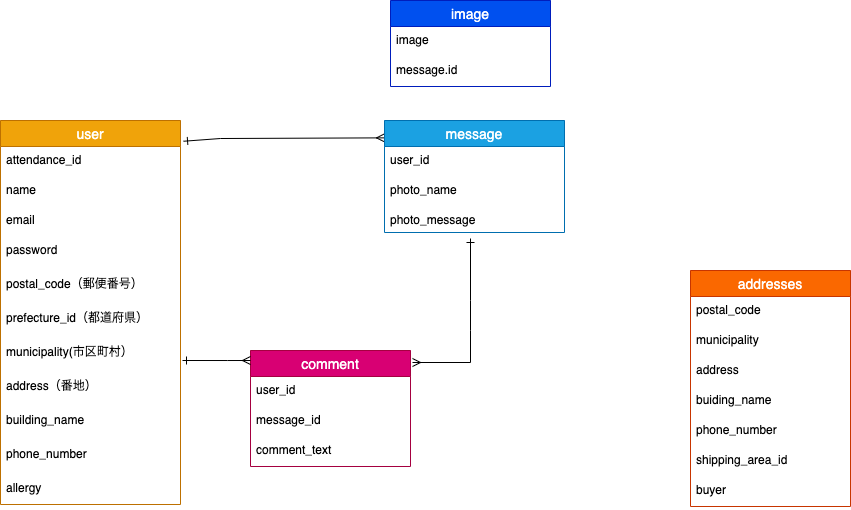 image
image
message.id
user
attendance_id
name
email
password
postal_code（郵便番号）
prefecture_id（都道府県）
municipality(市区町村）
address（番地）
building_name
phone_number
allergy
message
user_id
photo_name
photo_message
comment
user_id
message_id
comment_text
addresses
postal_code
municipality
address
buiding_name
phone_number
shipping_area_id
buyer